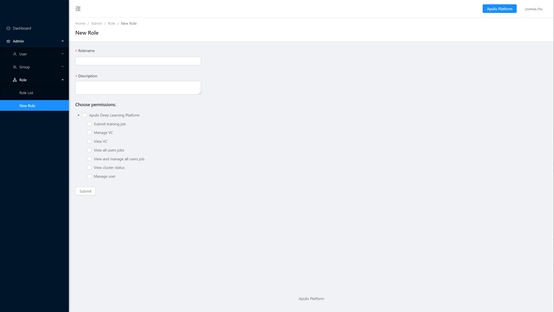 Apulis Platform
Dashboard
Admin
User
Group
Role
Role List
New Role
Home / Admin / Role / New Role
New Role
* Rolename
* Description
Choose permissions:
Apulis Deep Learning Platform
Submit training job
Manage VC
View VC
View all users jobs
View and manage all users job
View cluster status
Manage user
Submit
Apulis Platform